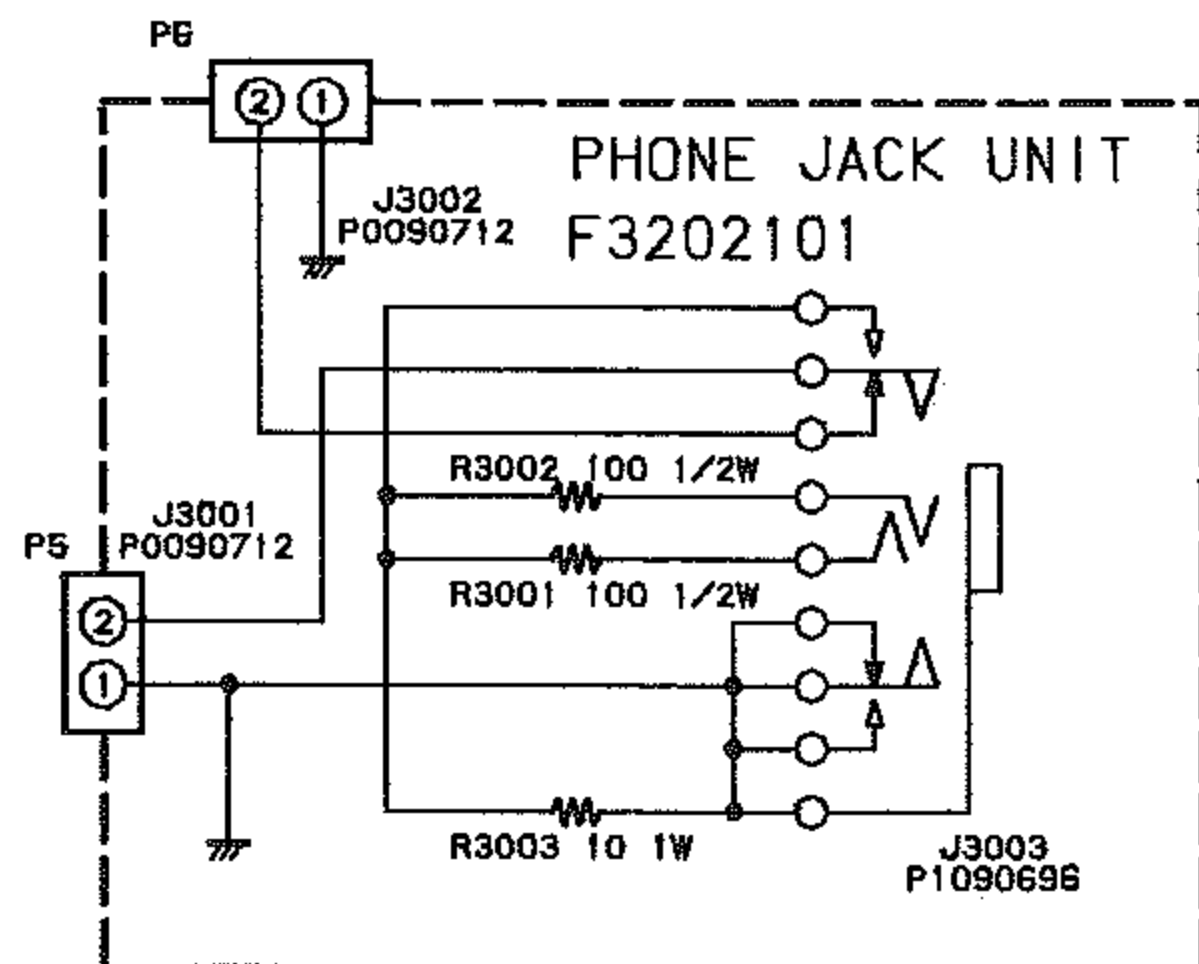 P6
2 1
PHONE JACK UNIT
J3002
P0090712
F3202101
R3002 100 1/2W
J3001
P5 P0090712
R3001 100 1/2W
2
1
R3003 10 1W
J3003
P1090696